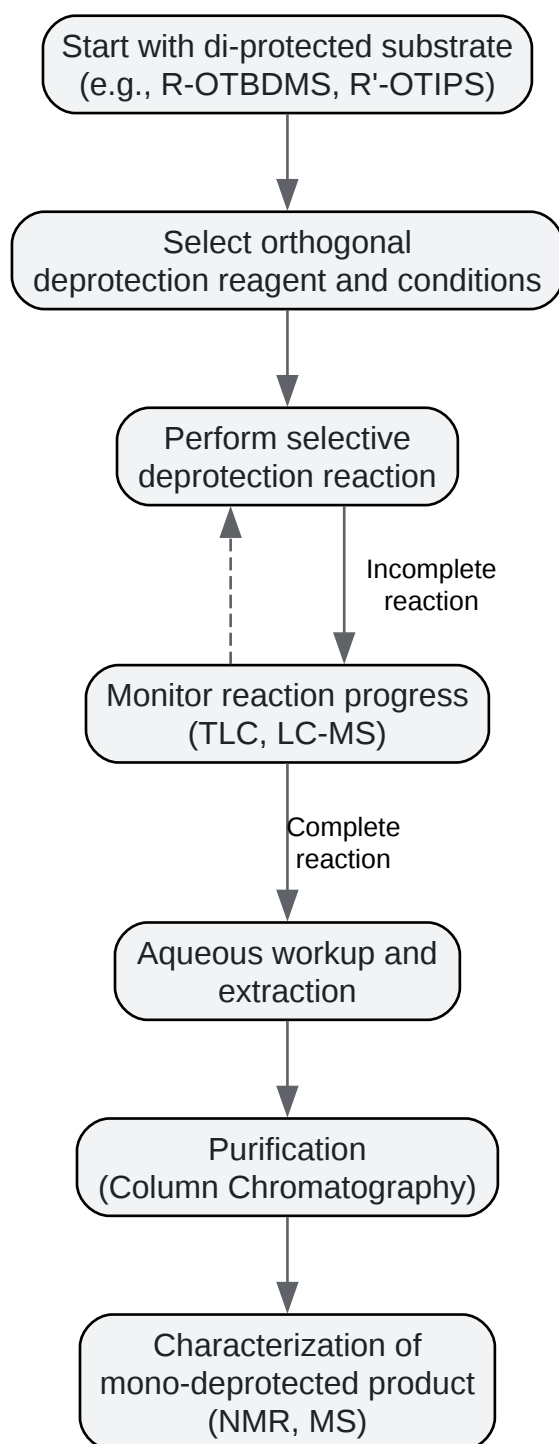 Start with di-protected substrate
(e.g., R-OTBDMS, R'-OTIPS)
Select orthogonal
deprotection reagent and conditions
Perform selective
deprotection reaction
Incomplete
reaction
Monitor reaction progress
(TLC, LC-MS)
Complete
reaction
Aqueous workup and
extraction
Purification
(Column Chromatography)
Characterization of
mono-deprotected product
(NMR, MS)